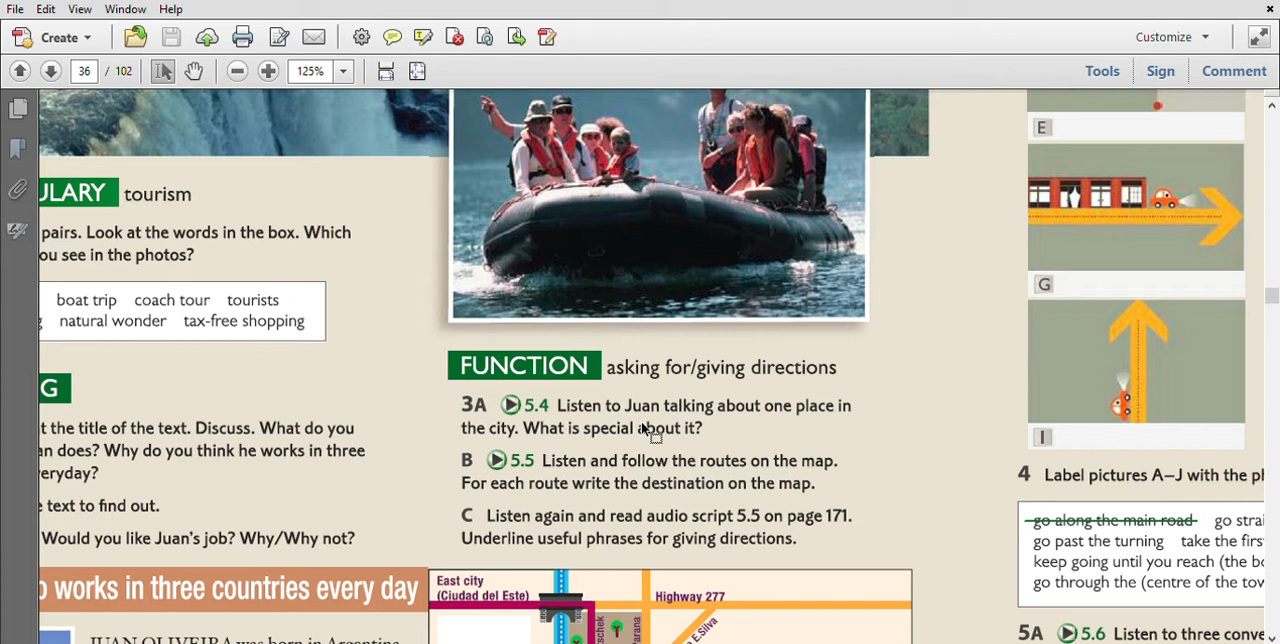 File Edit View Window Help
Create
Customize
36 / 102
125%
Tools Sign Comment
ULARY tourism
pairs. Look at the words in the box. Which
ou see in the photos?
boat trip coach tour tourists
g natural wonder tax-free shopping
G
t the title of the text. Discuss. What do you
an does? Why do you think he works in three
everyday?
e text to find out.
Would you like Juan's job? Why/Why not?
o works in three countries every day
JUAN OLIVEIRA was born in Argentina
FUNCTION asking for/giving directions
3A 5.4 Listen to Juan talking about one place in
the city. What is special about it?
B 5.5 Listen and follow the routes on the map.
For each route write the destination on the map.
C Listen again and read audio script 5.5 on page 171.
Underline useful phrases for giving directions.
East city
(Ciudad del Este)
Highway 277
Parana
E Silva
E
G
I
4 Label pictures A–J with the ph
go along the main road go strai
go past the turning take the firs
keep going until you reach (the bo
go through the (centre of the tow
5A 5.6 Listen to three conve